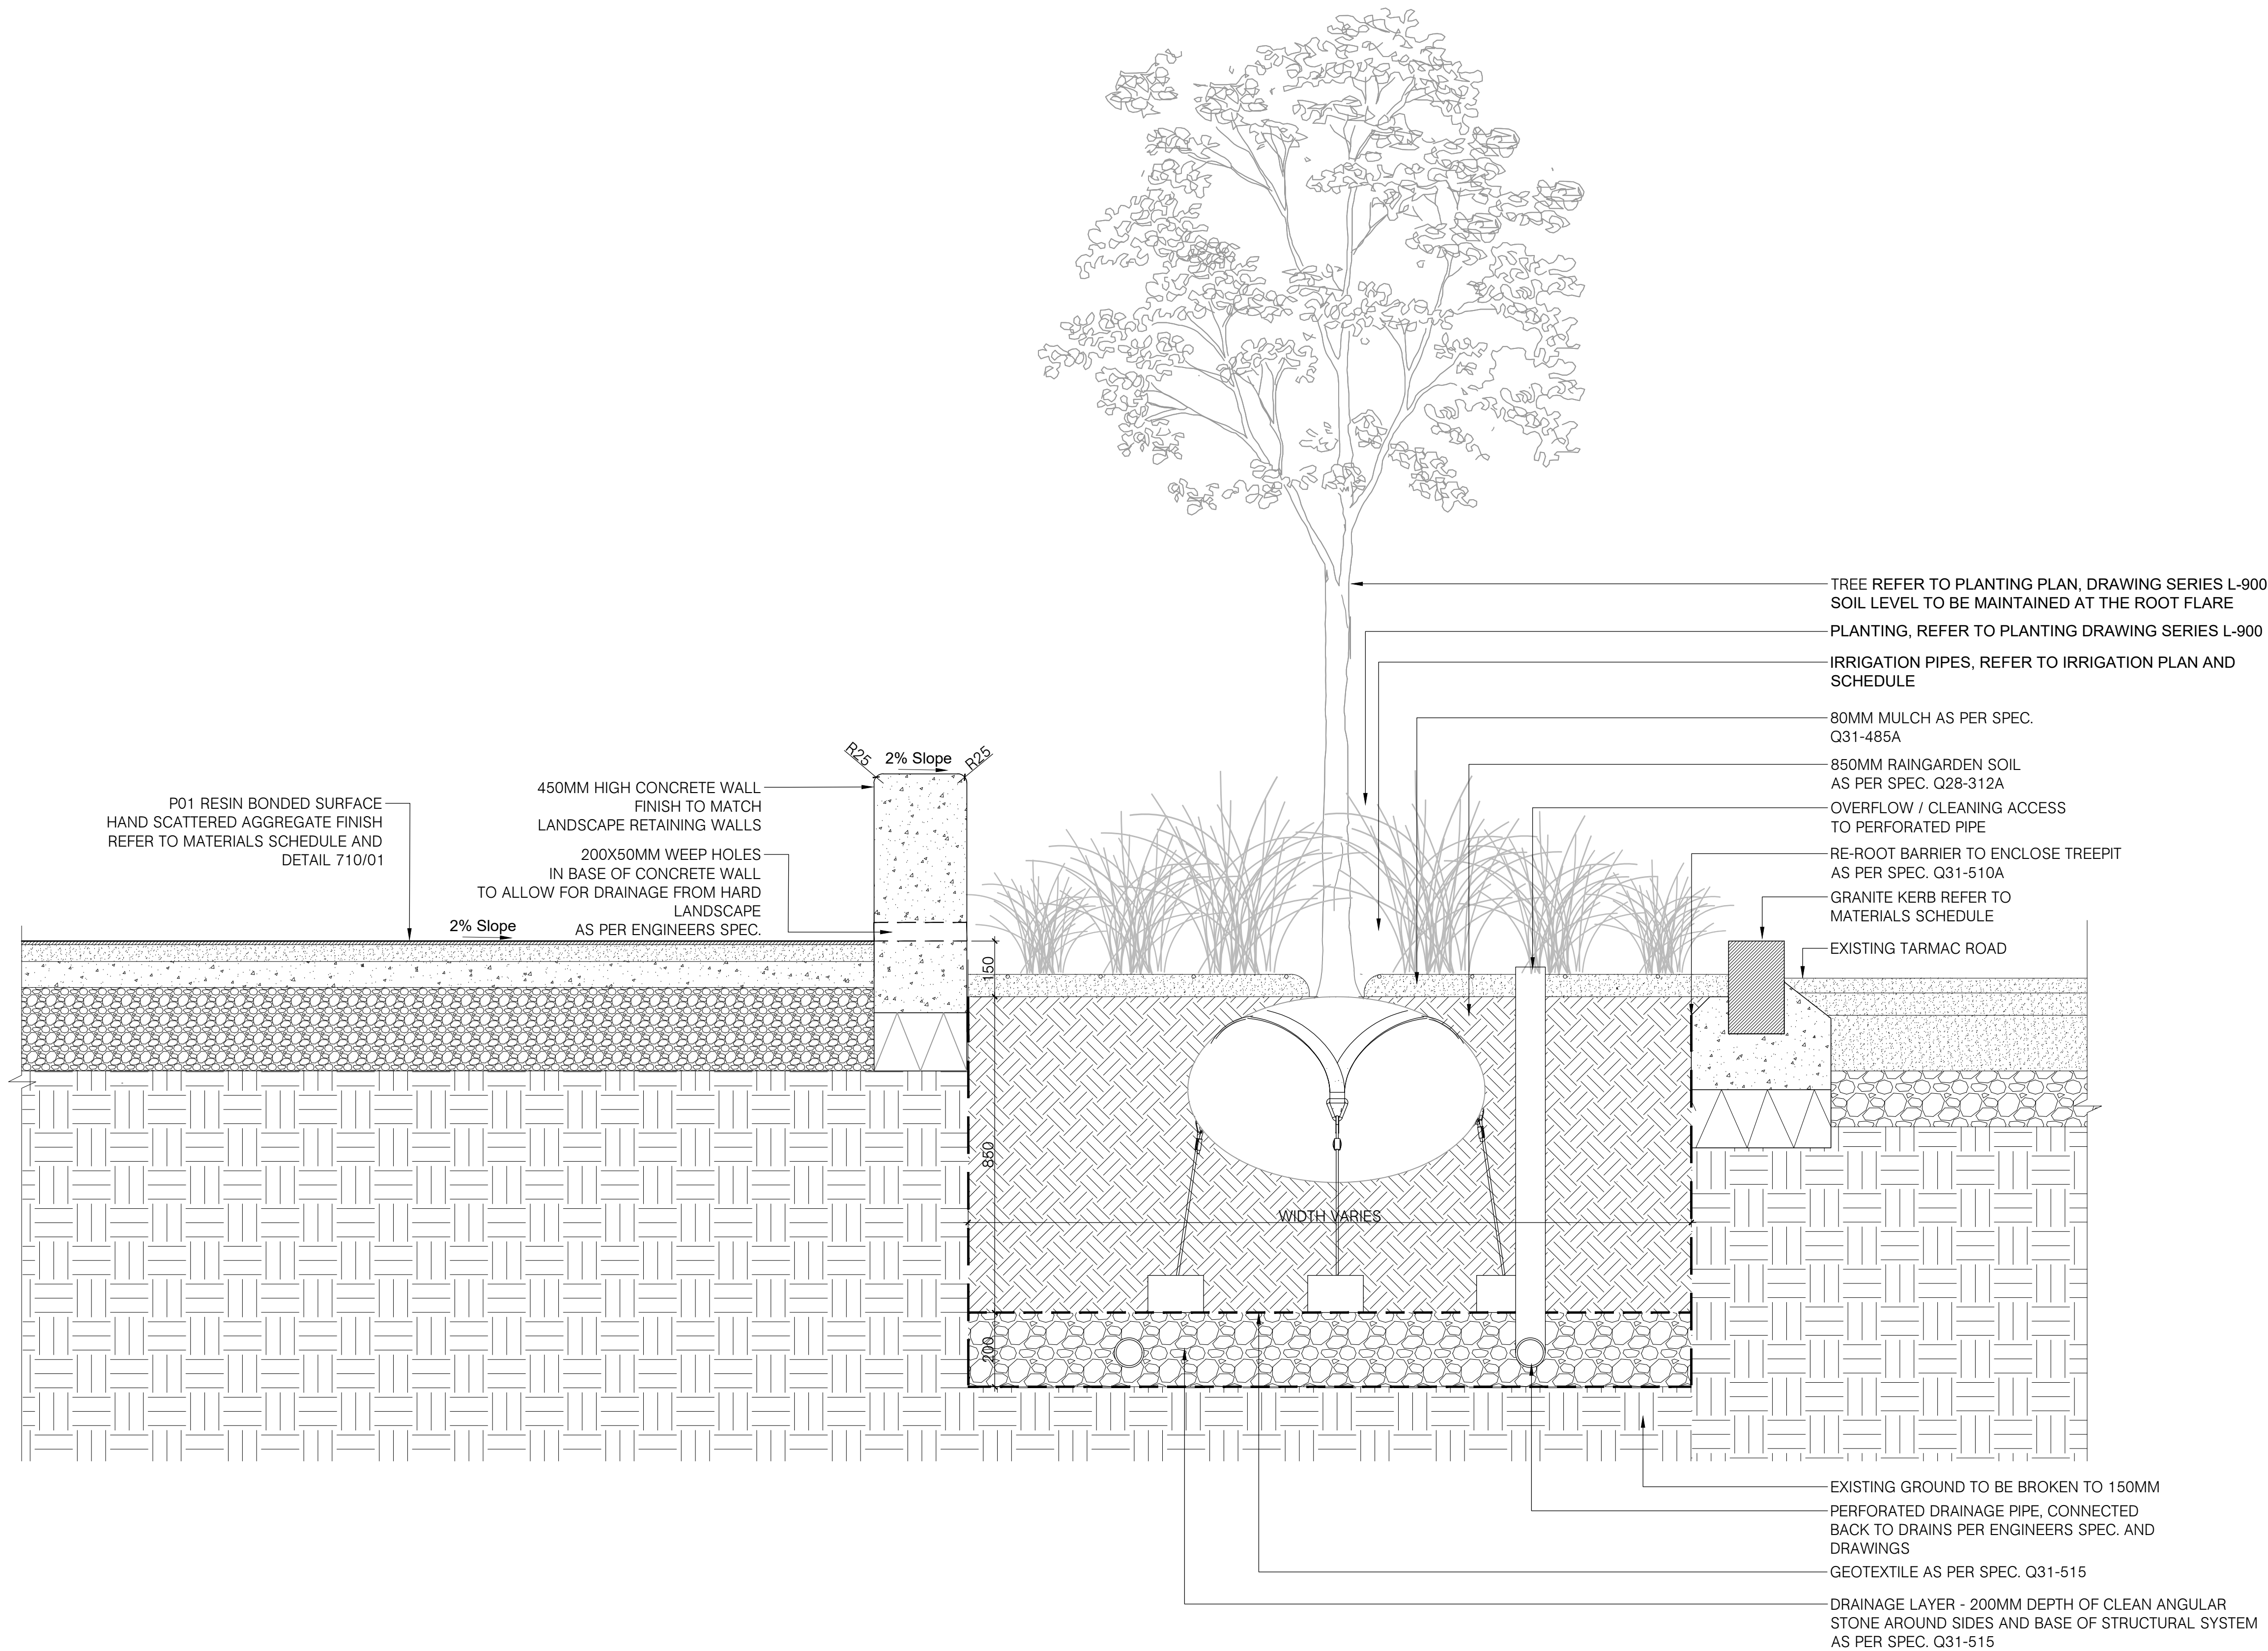 TREE REFER TO PLANTING PLAN, DRAWING SERIES L-900
SOIL LEVEL TO BE MAINTAINED AT THE ROOT FLARE
PLANTING, REFER TO PLANTING DRAWING SERIES L-900
IRRIGATION PIPES, REFER TO IRRIGATION PLAN AND
SCHEDULE
80MM MULCH AS PER SPEC.
Q31-485A
850MM RAINGARDEN SOIL
AS PER SPEC. Q28-312A
OVERFLOW / CLEANING ACCESS
TO PERFORATED PIPE
RE-ROOT BARRIER TO ENCLOSE TREEPIT
AS PER SPEC. Q31-510A
GRANITE KERB REFER TO
MATERIALS SCHEDULE
EXISTING TARMAC ROAD
R25
2% Slope
R25
450MM HIGH CONCRETE WALL
FINISH TO MATCH
LANDSCAPE RETAINING WALLS
200X50MM WEEP HOLES
IN BASE OF CONCRETE WALL
TO ALLOW FOR DRAINAGE FROM HARD
LANDSCAPE
AS PER ENGINEERS SPEC.
P01 RESIN BONDED SURFACE
HAND SCATTERED AGGREGATE FINISH
REFER TO MATERIALS SCHEDULE AND
DETAIL 710/01
2% Slope
150
850
WIDTH VARIES
200
EXISTING GROUND TO BE BROKEN TO 150MM
PERFORATED DRAINAGE PIPE, CONNECTED
BACK TO DRAINS PER ENGINEERS SPEC. AND
DRAWINGS
GEOTEXTILE AS PER SPEC. Q31-515
DRAINAGE LAYER - 200MM DEPTH OF CLEAN ANGULAR
STONE AROUND SIDES AND BASE OF STRUCTURAL SYSTEM
AS PER SPEC. Q31-515